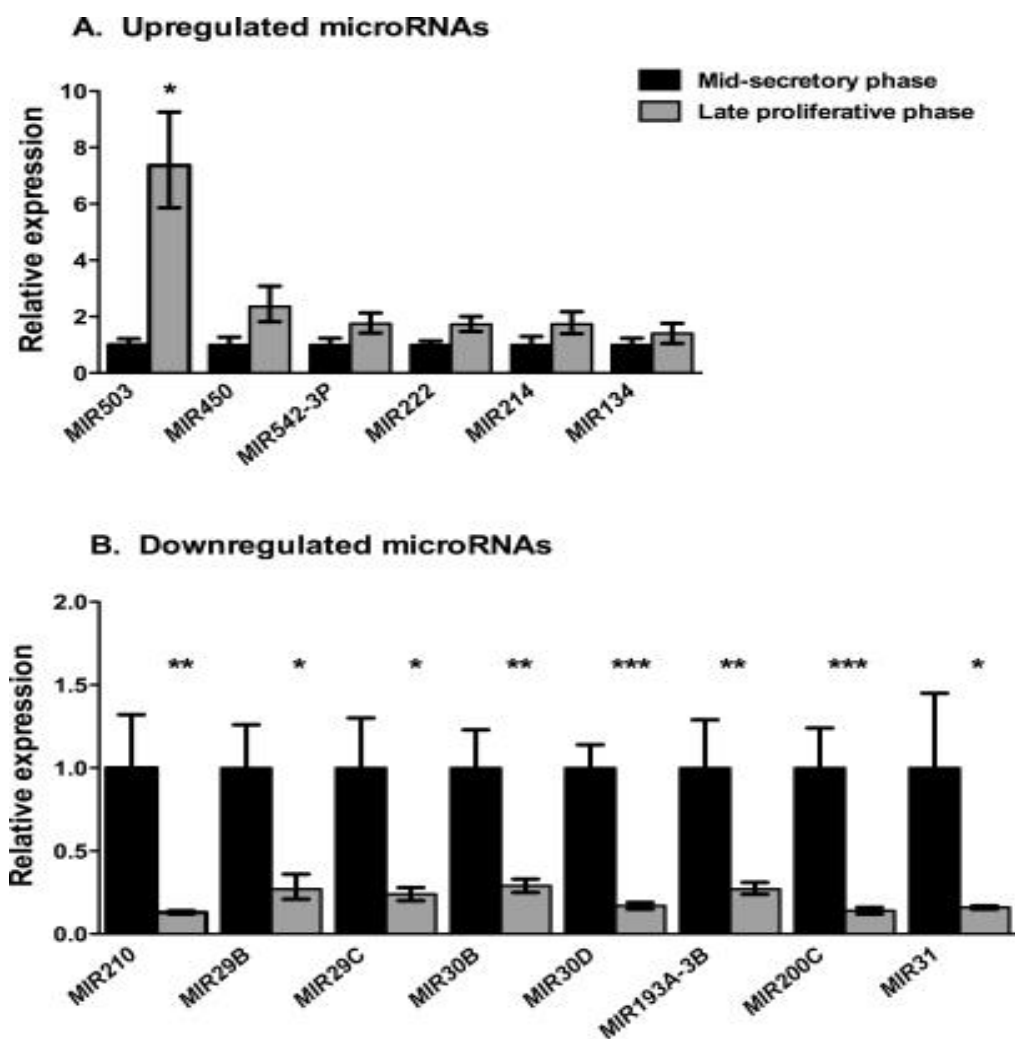 A. Upregulated microRNAs
Mid-secretory phase
Late proliferative phase
Relative expression
10
8
6
4
2
0
*
MIR503
MIR450
MIR542-3P
MIR222
MIR214
MIR134
B. Downregulated microRNAs
Relative expression
2.0
1.5
1.0
0.5
0.0
** * * ** *** ** *** *
MIR210
MIR29B
MIR29C
MIR30B
MIR30D
MIR193A-3B
MIR200C
MIR31